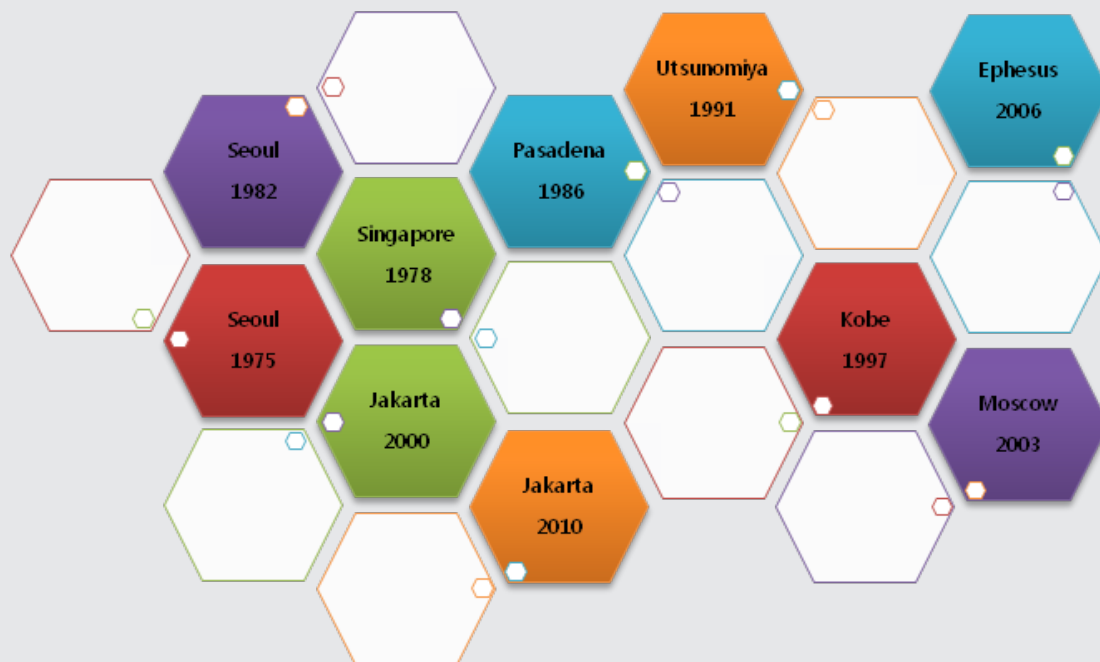 Utsunomiya
1991
Ephesus
2006
Seoul
1982
Pasadena
1986
Singapore
1978
Seoul
1975
Kobe
1997
Jakarta
2000
Moscow
2003
Jakarta
2010